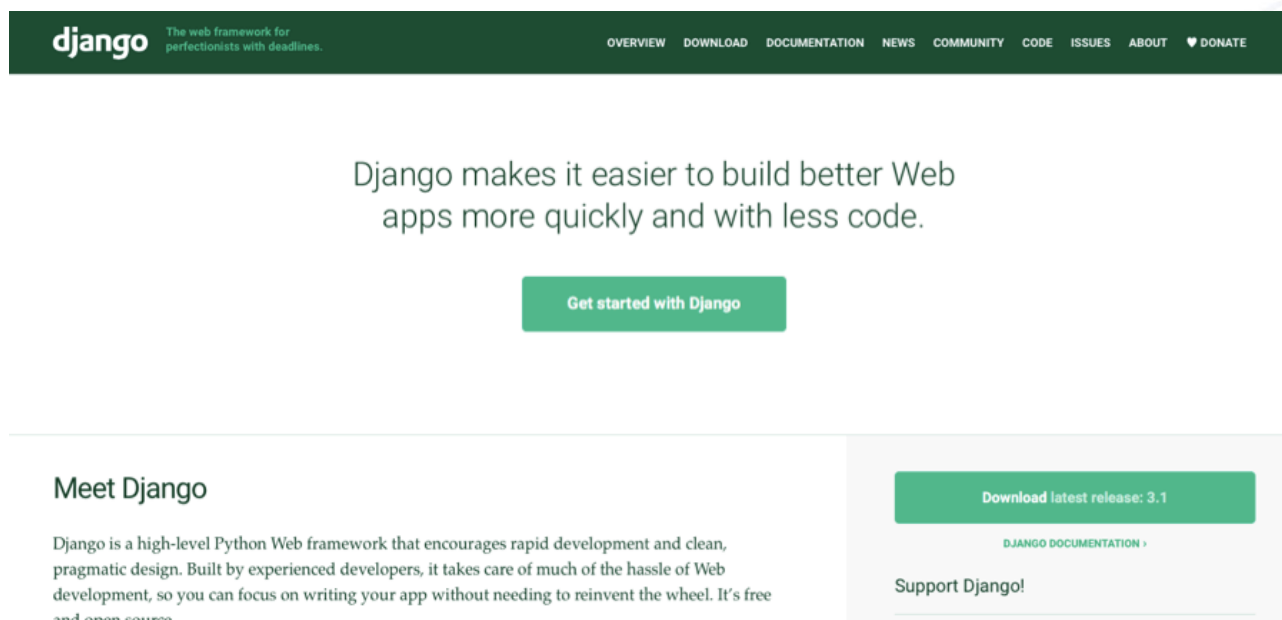 django
The web framework for
perfectionists with deadlines.
OVERVIEW DOWNLOAD DOCUMENTATION NEWS COMMUNITY CODE ISSUES ABOUT ♥ DONATE
Django makes it easier to build better Web
apps more quickly and with less code.
Get started with Django
Meet Django
Django is a high-level Python Web framework that encourages rapid development and clean,
pragmatic design. Built by experienced developers, it takes care of much of the hassle of Web
development, so you can focus on writing your app without needing to reinvent the wheel. It’s free
and open source.
Download latest release: 3.1
DJANGO DOCUMENTATION ›
Support Django!